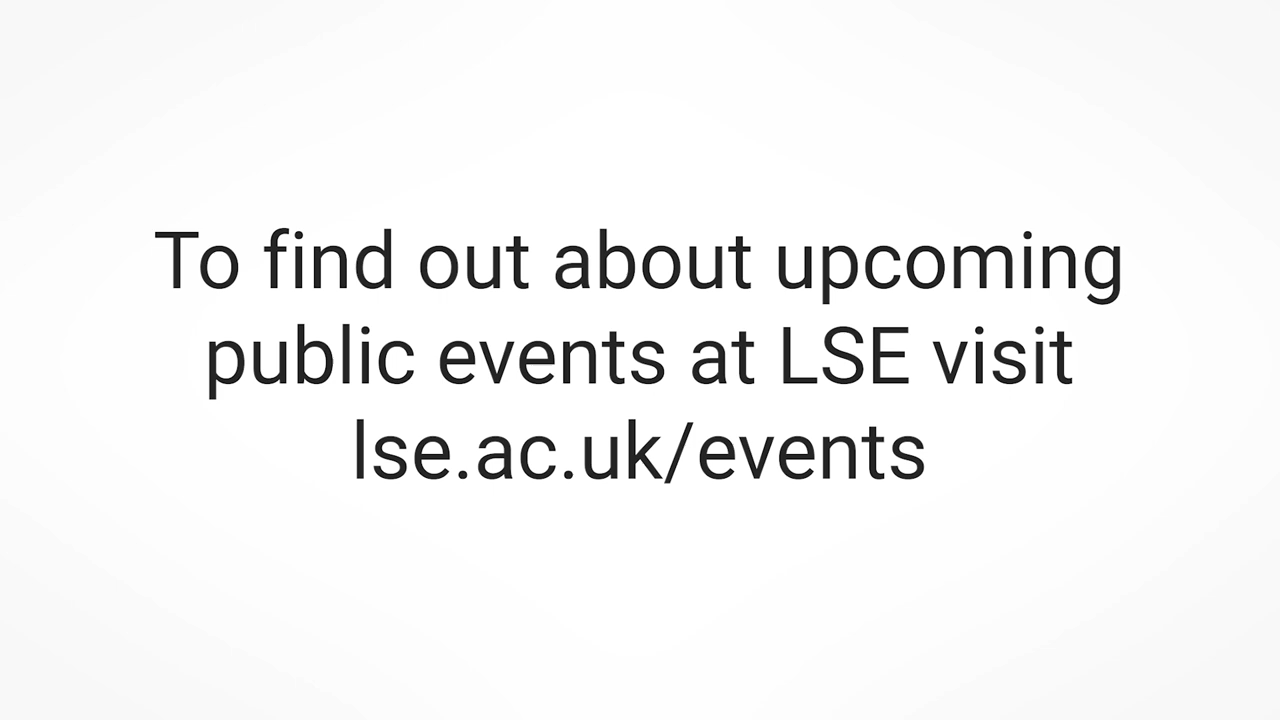 To find out about upcoming
public events at LSE visit
lse.ac.uk/events